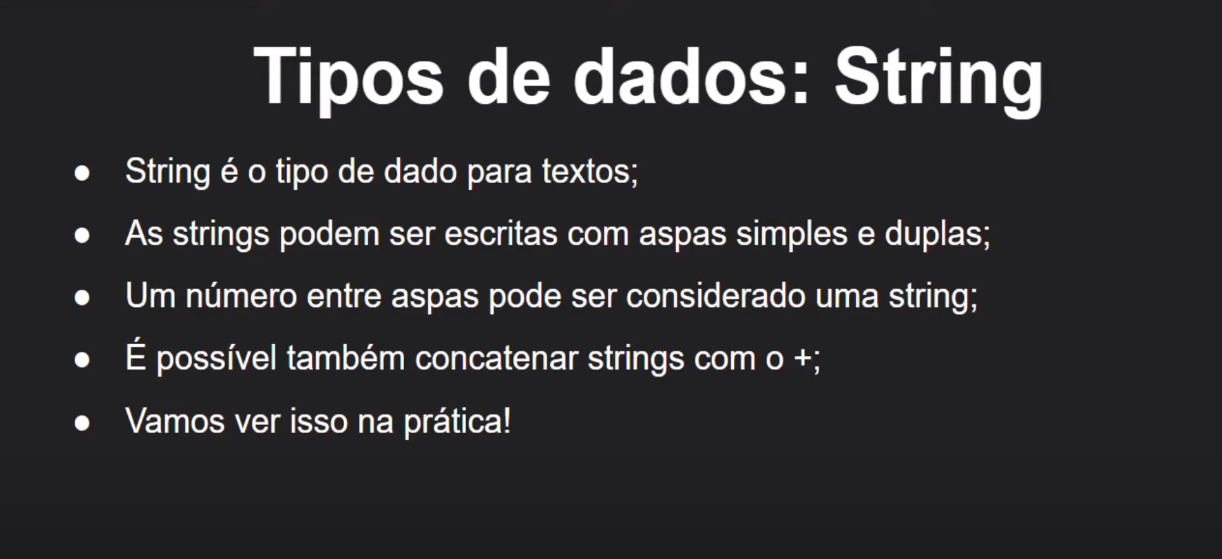 Tipos de dados: String
● String é o tipo de dado para textos;
● As strings podem ser escritas com aspas simples e duplas;
● Um número entre aspas pode ser considerado uma string;
● É possível também concatenar strings com o +;
● Vamos ver isso na prática!